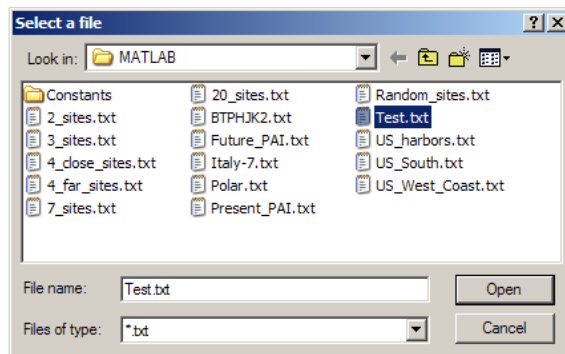 Select a file
Look in: MATLAB
Constants
2_sites.txt
3_sites.txt
4_close_sites.txt
4_far_sites.txt
7_sites.txt
20_sites.txt
BTPHJK2.txt
Future_PAI.txt
Italy-7.txt
Polar.txt
Present_PAI.txt
Random_sites.txt
Test.txt
US_harbors.txt
US_South.txt
US_West_Coast.txt
File name: Test.txt Open
Files of type: *.txt Cancel